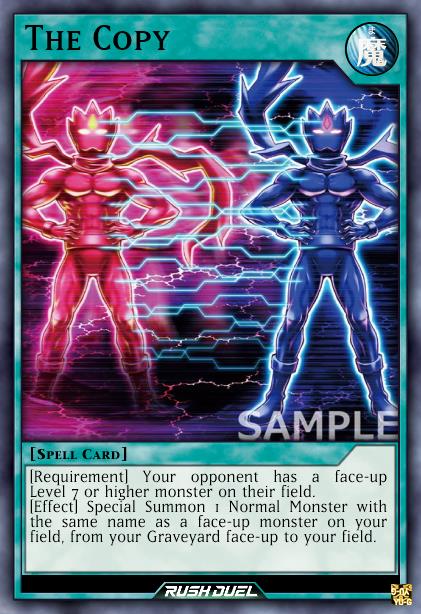 The Copy
ま
魔
SAMPLE
[Spell Card]
[Requirement] Your opponent has a face-up
Level 7 or higher monster on their field.
[Effect] Special Summon 1 Normal Monster with
the same name as a face-up monster on your
field, from your Graveyard face-up to your field.
RUSH DUEL